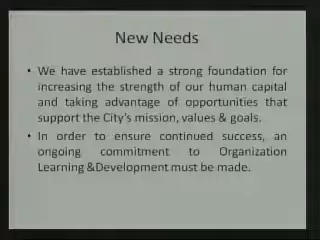 New Needs
• We have established a strong foundation for
increasing the strength of our human capital
and taking advantage of opportunities that
support the City's mission, values & goals.
• In order to ensure continued success, an
ongoing commitment to Organization
Learning &Development must be made.